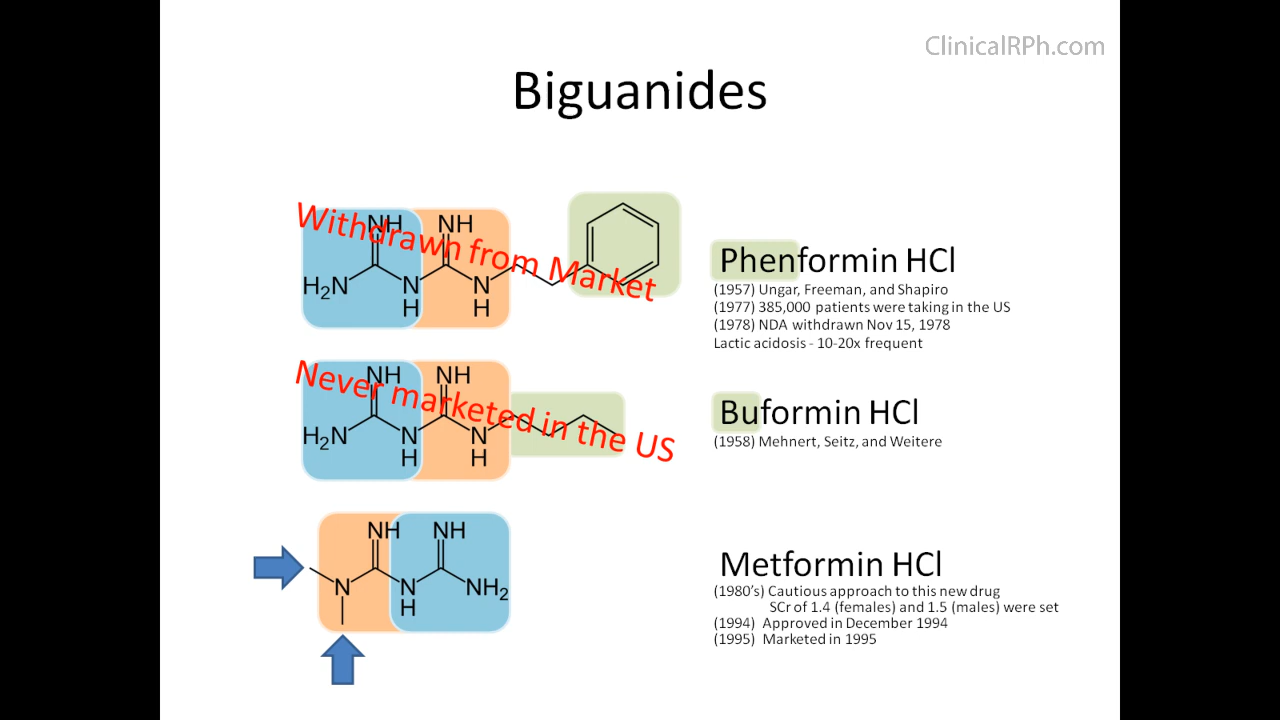 ClinicalRPh.com
Biguanides
Withdrawn from Market
NH NH
H₂N N N
H H
Phenformin HCl
(1957) Ungar, Freeman, and Shapiro
(1977) 385,000 patients were taking in the US
(1978) NDA withdrawn Nov 15, 1978
Lactic acidosis - 10-20x frequent
Never marketed in the US
NH NH
H₂N N N
H H
Buformin HCl
(1958) Mehnert, Seitz, and Weitere
NH NH
N N NH₂
H
Metformin HCl
(1980's) Cautious approach to this new drug
SCr of 1.4 (females) and 1.5 (males) were set
(1994) Approved in December 1994
(1995) Marketed in 1995